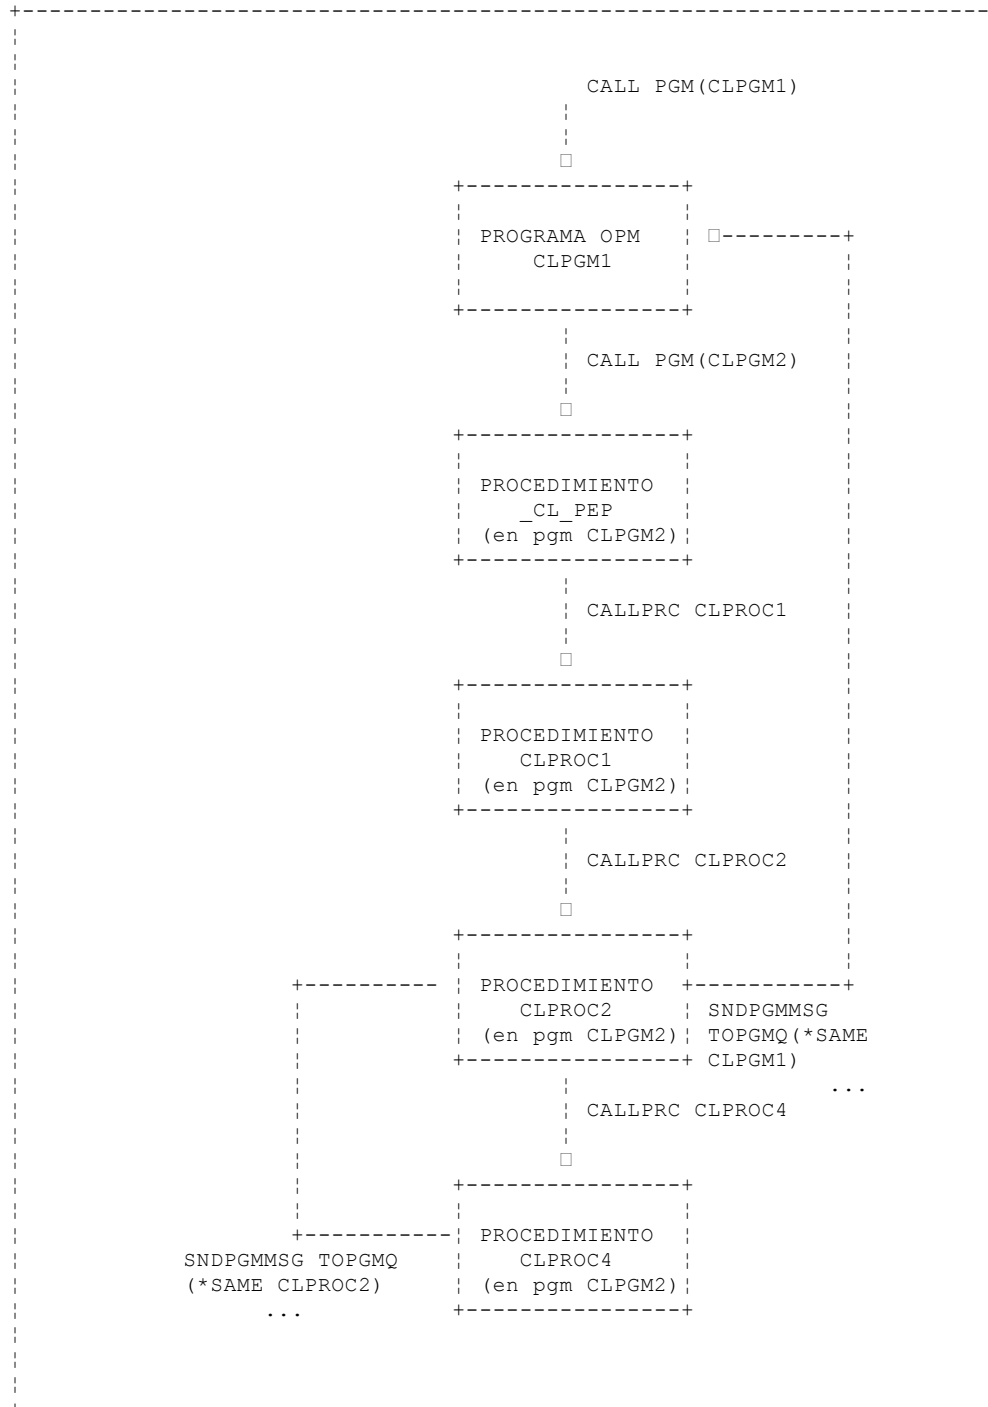 CALL PGM(CLPGM1)
PROGRAMA OPM
CLPGM1
CALL PGM(CLPGM2)
PROCEDIMIENTO
_CL_PEP
(en pgm CLPGM2)
CALLPRC CLPROC1
PROCEDIMIENTO
CLPROC1
(en pgm CLPGM2)
CALLPRC CLPROC2
PROCEDIMIENTO
CLPROC2
(en pgm CLPGM2)
SNDPGMMSG
TOPGMQ(*SAME
CLPGM1)
...
CALLPRC CLPROC4
PROCEDIMIENTO
CLPROC4
(en pgm CLPGM2)
SNDPGMMSG TOPGMQ
(*SAME CLPROC2)
...